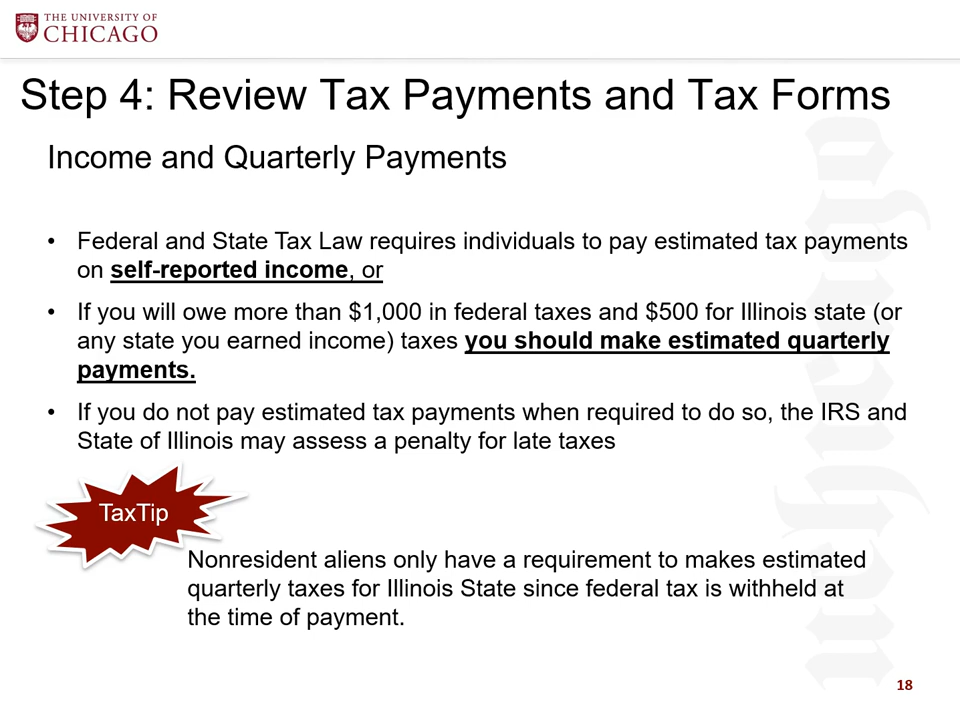 THE UNIVERSITY OF
CHICAGO
Step 4: Review Tax Payments and Tax Forms
Income and Quarterly Payments
• Federal and State Tax Law requires individuals to pay estimated tax payments
on self-reported income, or
• If you will owe more than $1,000 in federal taxes and $500 for Illinois state (or
any state you earned income) taxes you should make estimated quarterly
payments.
• If you do not pay estimated tax payments when required to do so, the IRS and
State of Illinois may assess a penalty for late taxes
TaxTip
Nonresident aliens only have a requirement to makes estimated
quarterly taxes for Illinois State since federal tax is withheld at
the time of payment.
18